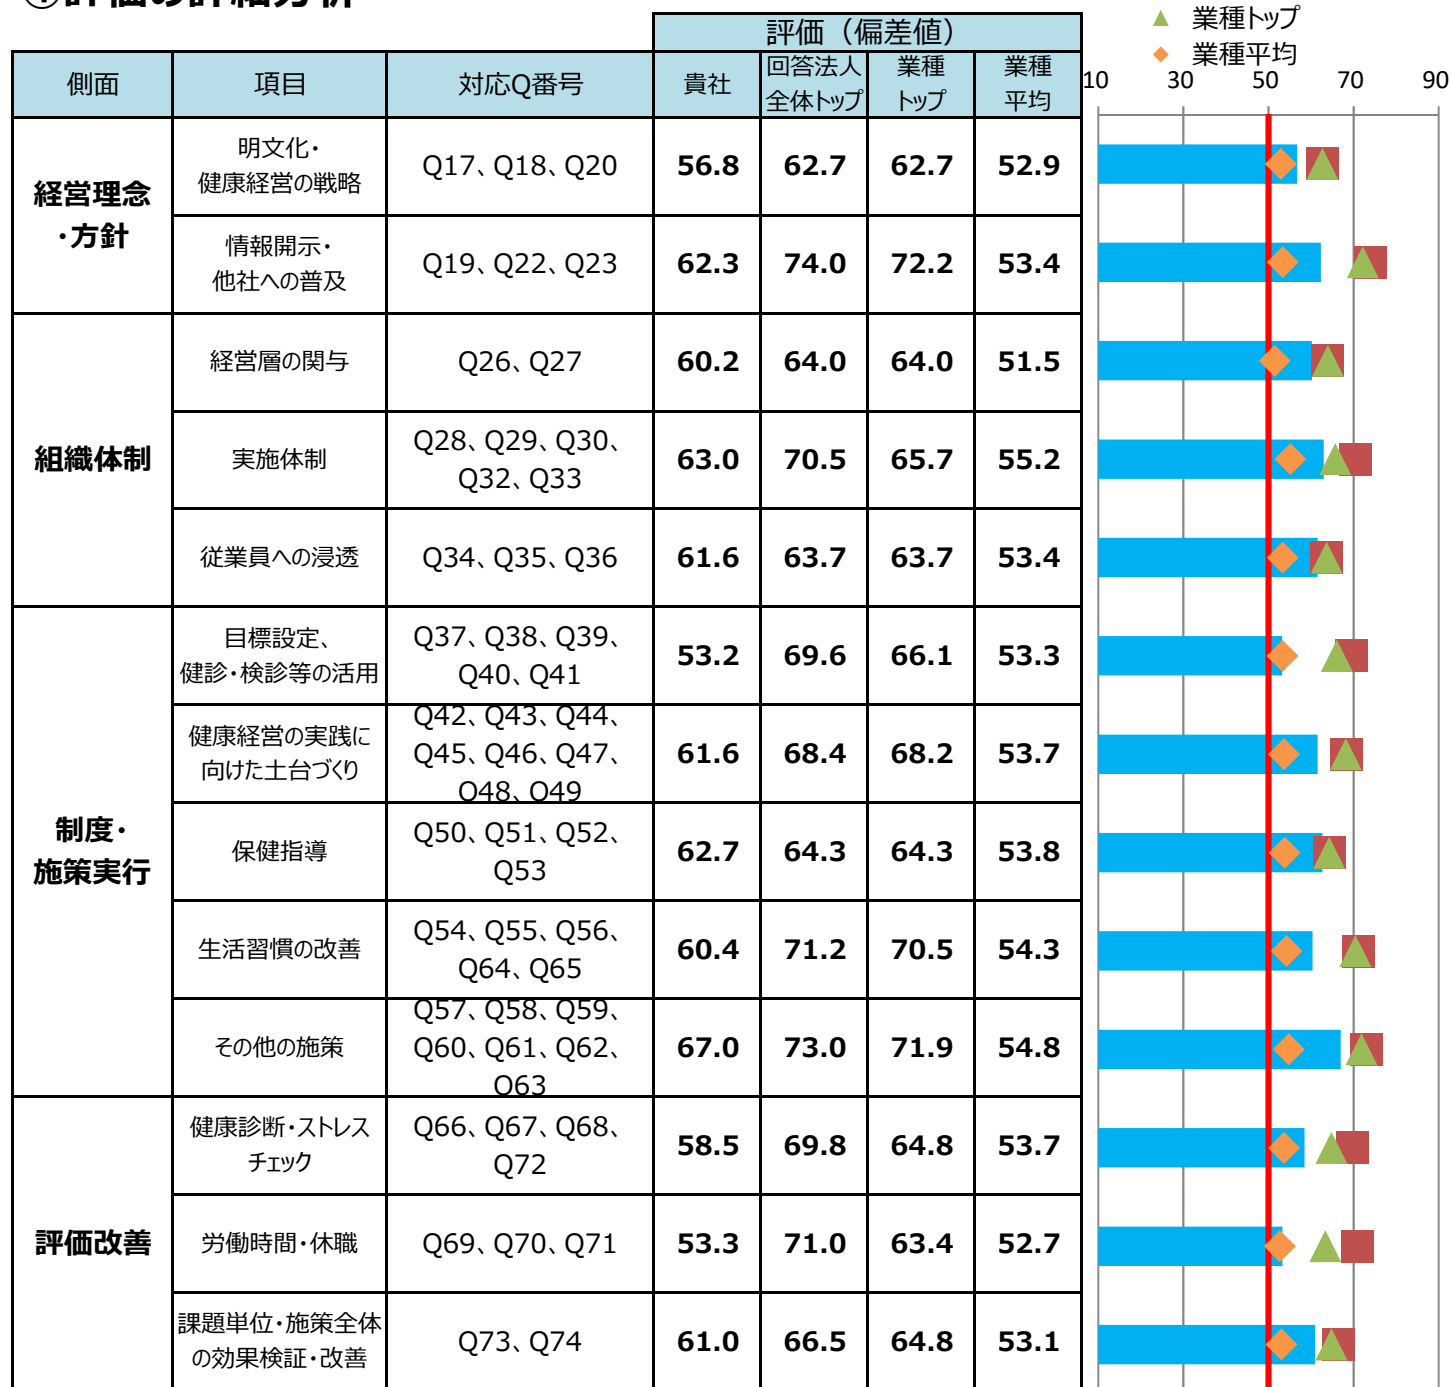 ①評価の詳細分析
▲ 業種トップ
◆ 業種平均
評価（偏差値）
側面 項目 対応Q番号 貴社 回答法人全体トップ 業種トップ 業種平均
10 30 50 70 90
経営理念・方針
明文化・健康経営の戦略 Q17、Q18、Q20 56.8 62.7 62.7 52.9
情報開示・他社への普及 Q19、Q22、Q23 62.3 74.0 72.2 53.4
組織体制
経営層の関与 Q26、Q27 60.2 64.0 64.0 51.5
実施体制 Q28、Q29、Q30、Q32、Q33 63.0 70.5 65.7 55.2
従業員への浸透 Q34、Q35、Q36 61.6 63.7 63.7 53.4
制度・施策実行
目標設定、健診・検診等の活用 Q37、Q38、Q39、Q40、Q41 53.2 69.6 66.1 53.3
健康経営の実践に向けた土台づくり Q42、Q43、Q44、Q45、Q46、Q47、Q48、Q49 61.6 68.4 68.2 53.7
保健指導 Q50、Q51、Q52、Q53 62.7 64.3 64.3 53.8
生活習慣の改善 Q54、Q55、Q56、Q64、Q65 60.4 71.2 70.5 54.3
その他の施策 Q57、Q58、Q59、Q60、Q61、Q62、Q63 67.0 73.0 71.9 54.8
評価改善
健康診断・ストレスチェック Q66、Q67、Q68、Q72 58.5 69.8 64.8 53.7
労働時間・休職 Q69、Q70、Q71 53.3 71.0 63.4 52.7
課題単位・施策全体の効果検証・改善 Q73、Q74 61.0 66.5 64.8 53.1